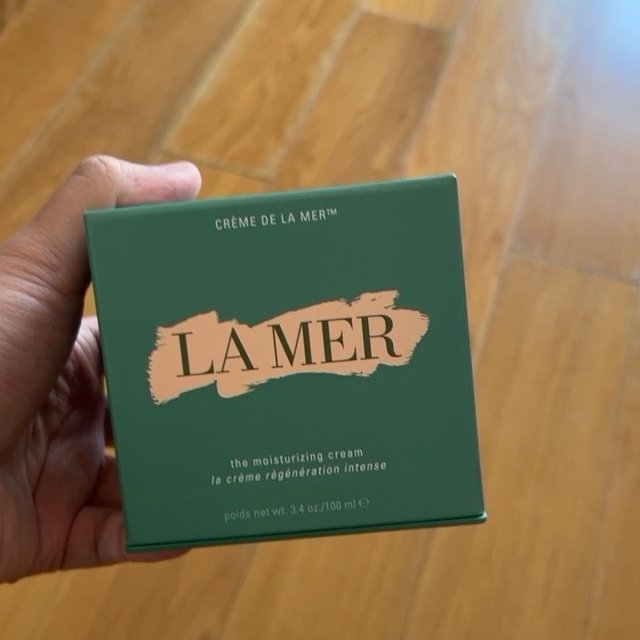 CRÈME DE LA MER™
LA MER
the moisturizing cream
la crème régénération intense
poids net wt. 3.4 oz./100 ml ℮